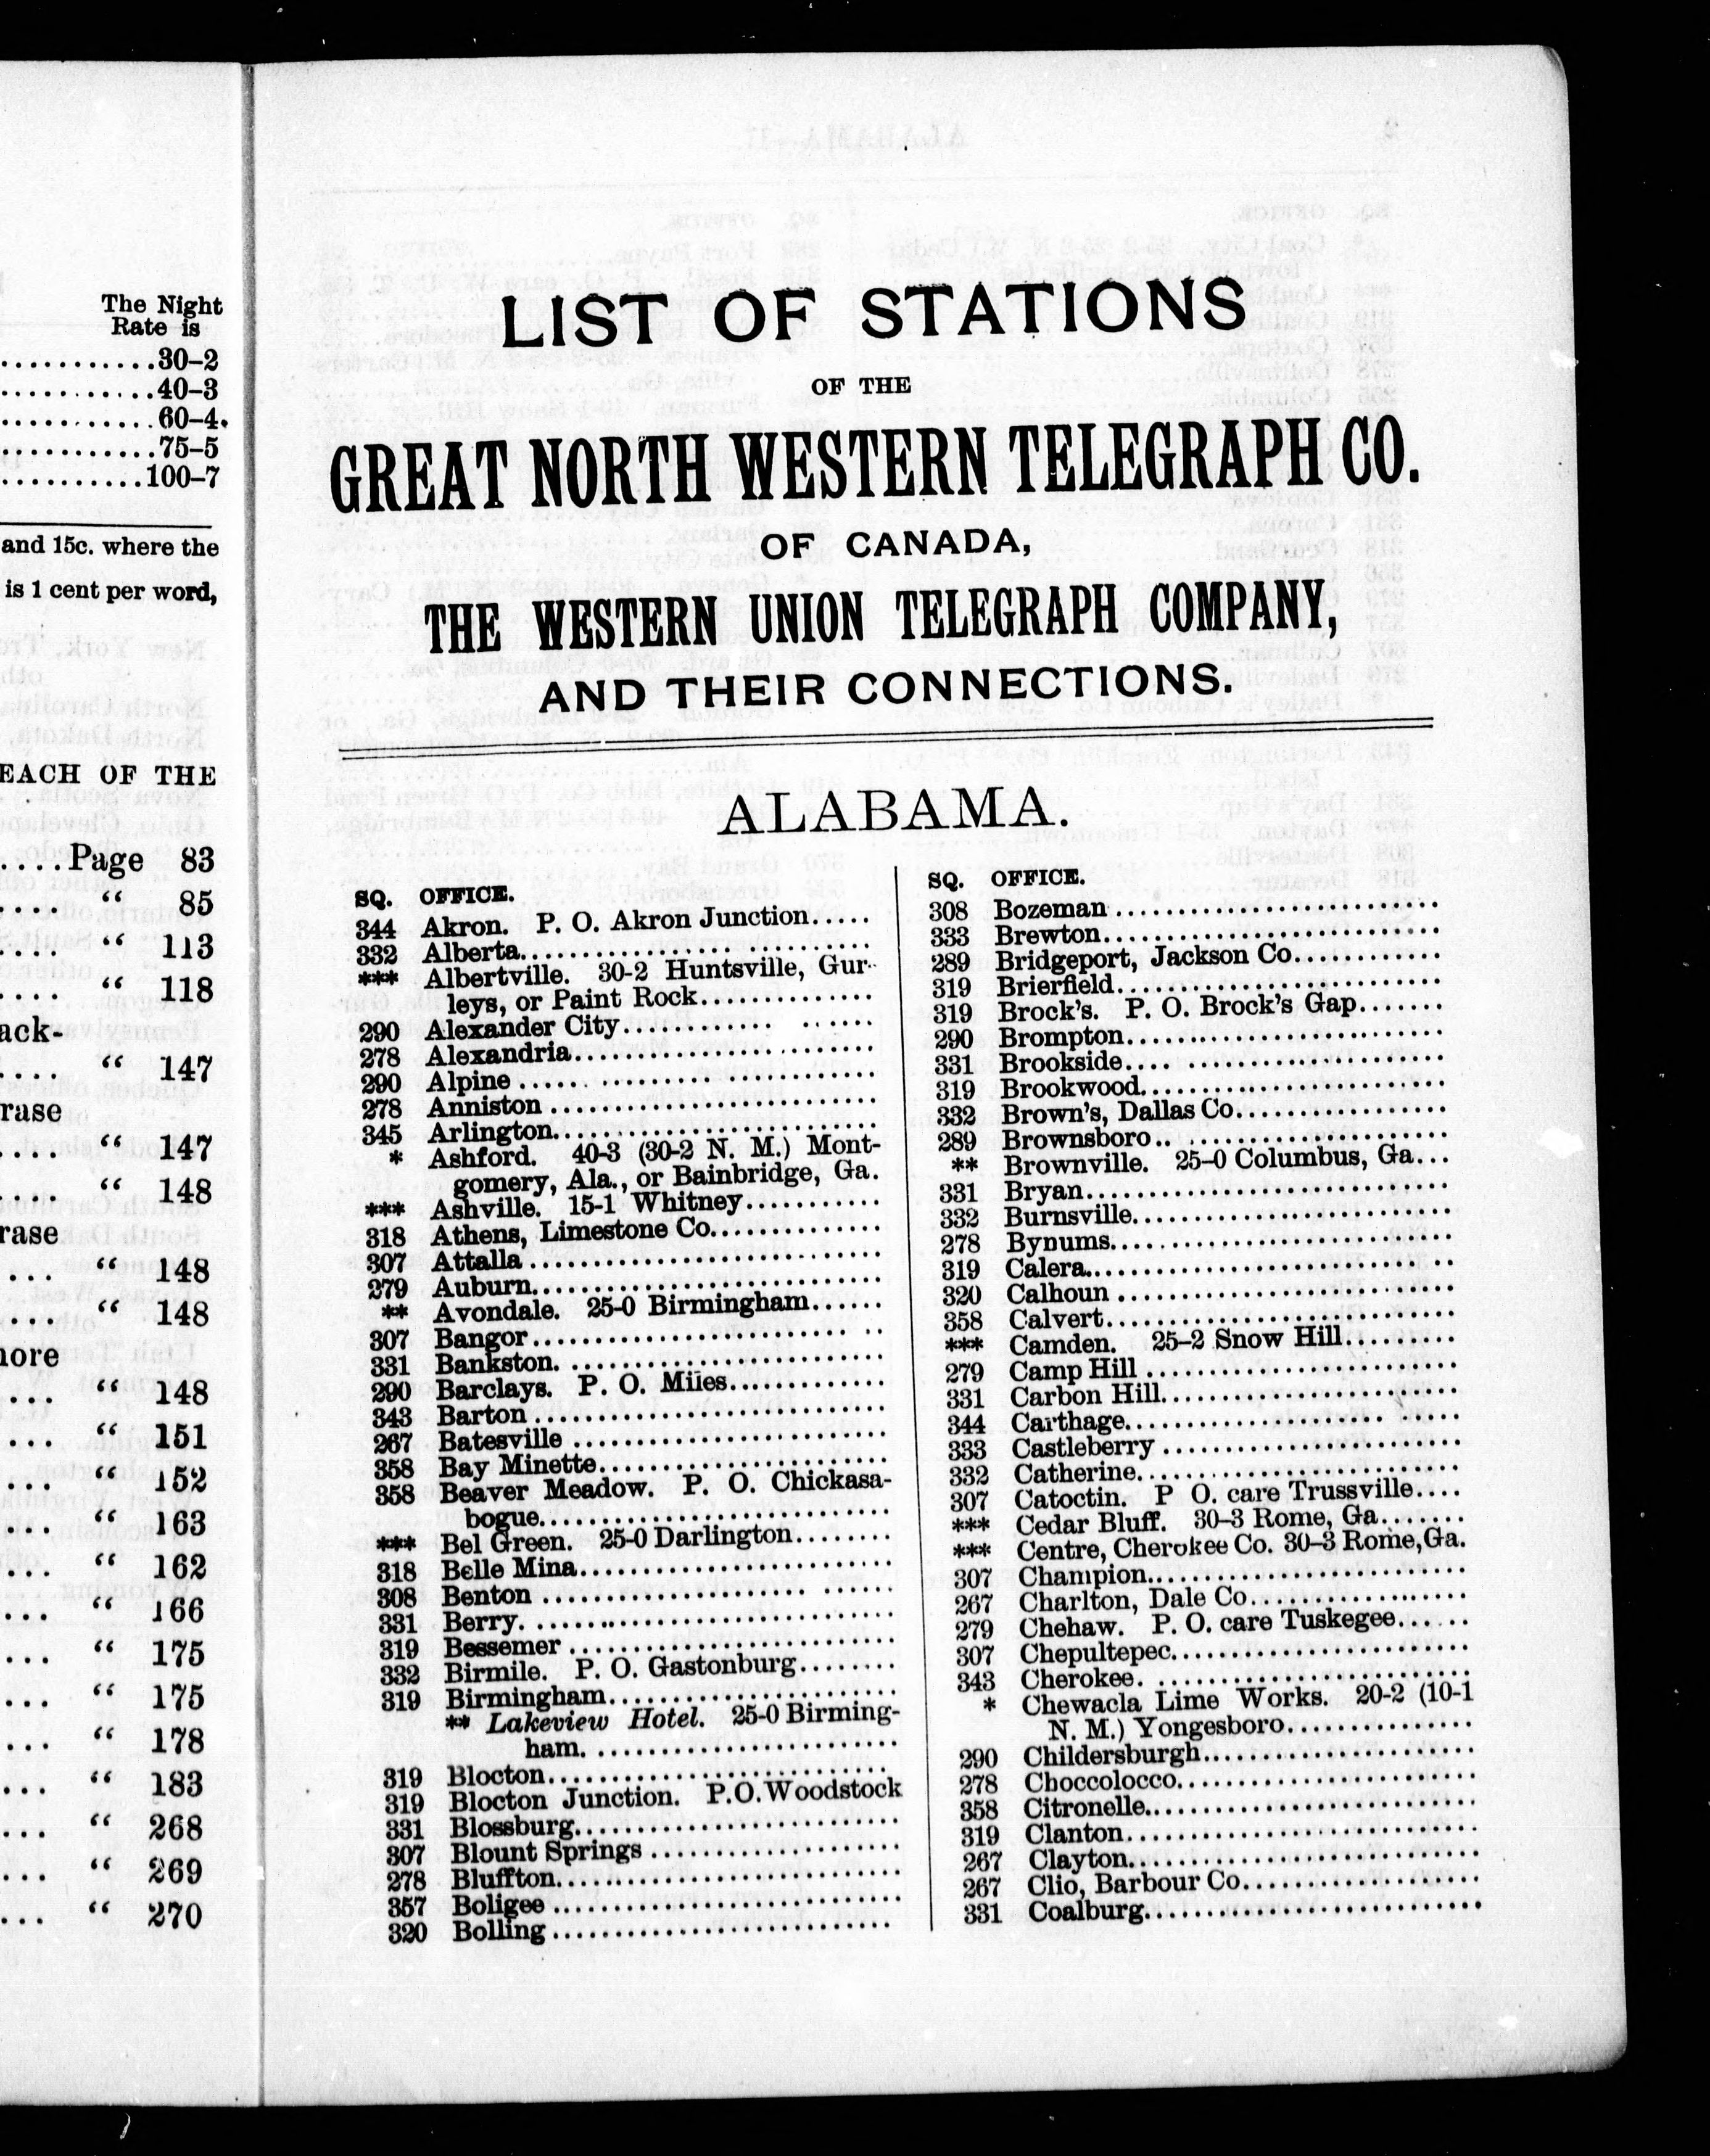 The Night
Rate is
...........30-2
...........40-3
...........60-4.
...........75-5
..........100-7
and 15c. where the
is 1 cent per word,
EACH OF THE
....Page 83
.... “ 85
.... “ 113
.... “ 118
ack-
.... “ 147
rase
.... “ 147
.... “ 148
rase
... “ 148
... “ 148
nore
... “ 148
... “ 151
... “ 152
... “ 163
... “ 162
... “ 166
... “ 175
... “ 175
... “ 178
... “ 183
... “ 268
... “ 269
... “ 270
LIST OF STATIONS
OF THE
GREAT NORTH WESTERN TELEGRAPH CO.
OF CANADA,
THE WESTERN UNION TELEGRAPH COMPANY,
AND THEIR CONNECTIONS.
ALABAMA.
SQ. OFFICE.
344 Akron. P. O. Akron Junction.....
332 Alberta..............................
*** Albertville. 30-2 Huntsville, Gur-
leys, or Paint Rock..............
290 Alexander City.....................
278 Alexandria..........................
290 Alpine..............................
278 Anniston............................
345 Arlington...........................
* Ashford. 40-3 (30-2 N. M.) Mont-
gomery, Ala., or Bainbridge, Ga.
*** Ashville. 15-1 Whitney...........
318 Athens, Limestone Co..............
307 Attalla..............................
279 Auburn.............................
** Avondale. 25-0 Birmingham......
307 Bangor..............................
331 Bankston............................
290 Barclays. P. O. Miles.............
343 Barton..............................
267 Batesville...........................
358 Bay Minette........................
358 Beaver Meadow. P. O. Chickasa-
bogue..............................
*** Bel Green. 25-0 Darlington........
318 Belle Mina..........................
308 Benton..............................
331 Berry................................
319 Bessemer...........................
332 Birmile. P. O. Gastonburg........
319 Birmingham........................
** Lakeview Hotel. 25-0 Birming-
ham............................
319 Blocton.............................
319 Blocton Junction. P.O.Woodstock
331 Blossburg...........................
307 Blount Springs.....................
278 Bluffton.............................
357 Boligee..............................
320 Bolling..............................
SQ. OFFICE.
308 Bozeman............................
333 Brewton.............................
289 Bridgeport, Jackson Co............
319 Brierfield............................
319 Brock's. P. O. Brock's Gap.......
290 Brompton...........................
331 Brookside...........................
319 Brookwood.........................
332 Brown's, Dallas Co.................
289 Brownsboro.........................
** Brownville. 25-0 Columbus, Ga...
331 Bryan...............................
332 Burnsville...........................
278 Bynums.............................
319 Calera...............................
320 Calhoun.............................
358 Calvert..............................
*** Camden. 25-2 Snow Hill.........
279 Camp Hill..........................
331 Carbon Hill.........................
344 Carthage............................
333 Castleberry.........................
332 Catherine...........................
307 Catoctin. P O. care Trussville....
*** Cedar Bluff. 30-3 Rome, Ga.......
*** Centre, Cherokee Co. 30-3 Rome,Ga.
307 Champion..........................
267 Charlton, Dale Co..................
279 Chehaw. P. O. care Tuskegee......
307 Chepultepec........................
343 Cherokee...........................
* Chewacla Lime Works. 20-2 (10-1
N. M.) Yongesboro...............
290 Childersburgh......................
278 Choccolocco........................
358 Citronelle...........................
319 Clanton.............................
267 Clayton.............................
267 Clio, Barbour Co...................
331 Coalburg............................